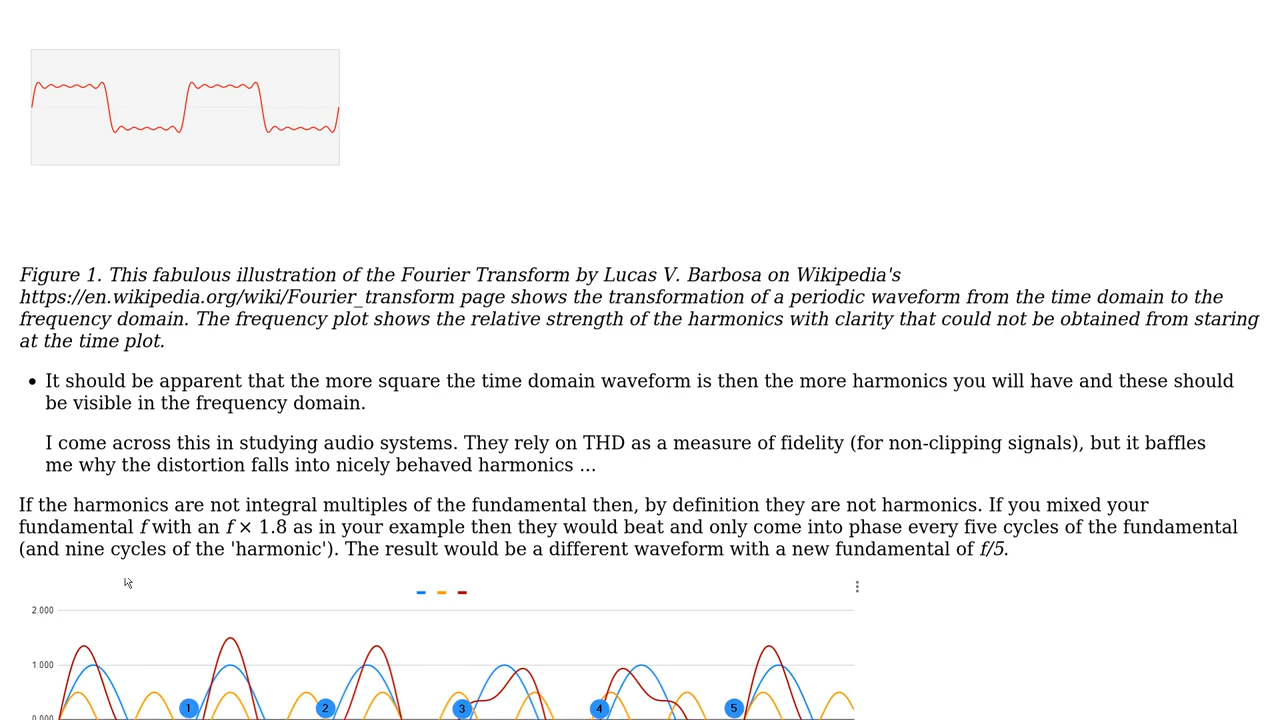 Figure 1. This fabulous illustration of the Fourier Transform by Lucas V. Barbosa on Wikipedia's
https://en.wikipedia.org/wiki/Fourier_transform page shows the transformation of a periodic waveform from the time domain to the
frequency domain. The frequency plot shows the relative strength of the harmonics with clarity that could not be obtained from staring
at the time plot.
• It should be apparent that the more square the time domain waveform is then the more harmonics you will have and these should
be visible in the frequency domain.
I come across this in studying audio systems. They rely on THD as a measure of fidelity (for non-clipping signals), but it baffles
me why the distortion falls into nicely behaved harmonics ...
If the harmonics are not integral multiples of the fundamental then, by definition they are not harmonics. If you mixed your
fundamental f with an f × 1.8 as in your example then they would beat and only come into phase every five cycles of the fundamental
(and nine cycles of the 'harmonic'). The result would be a different waveform with a new fundamental of f/5.
2.000
1.000
1 2 3 4 5
0.000